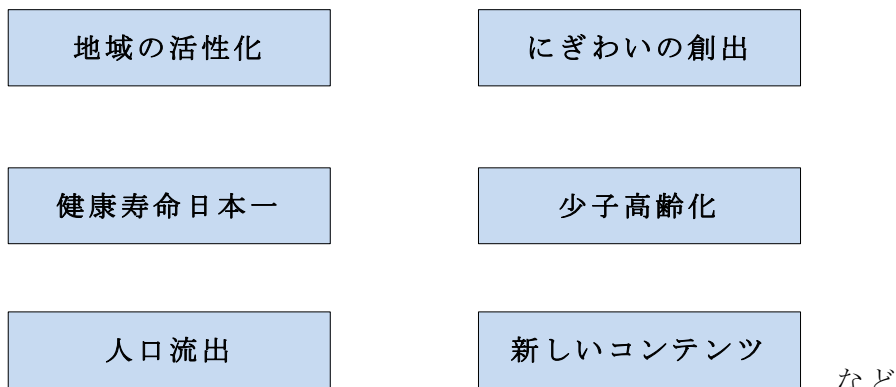 地域の活性化
にぎわいの創出
健康寿命日本一
少子高齢化
人口流出
新しいコンテンツ
など